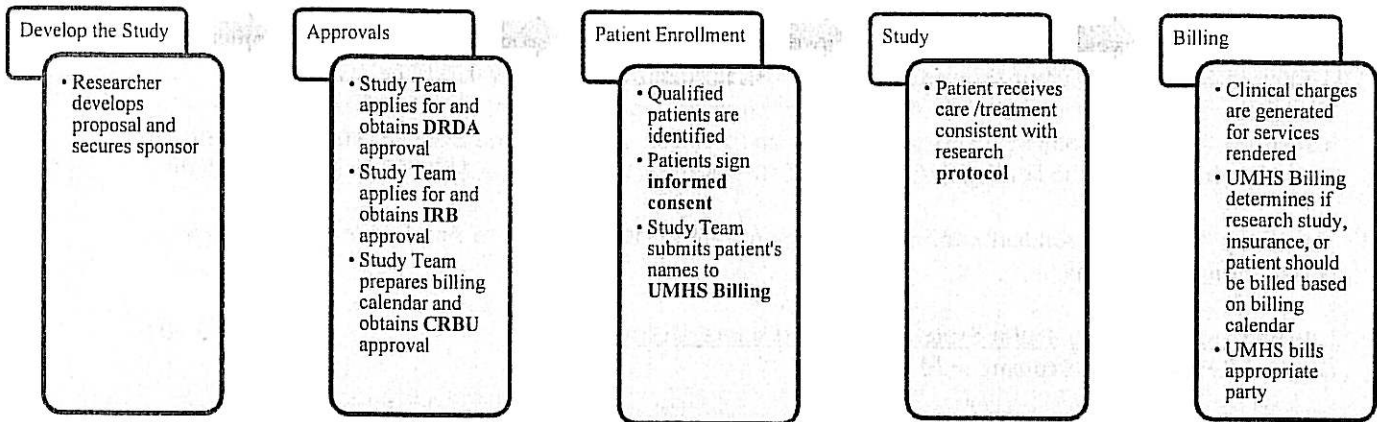 Develop the Study
• Researcher
develops
proposal and
secures sponsor
Approvals
• Study Team
applies for and
obtains DRDA
approval
• Study Team
applies for and
obtains IRB
approval
• Study Team
prepares billing
calendar and
obtains CRBU
approval
Patient Enrollment
• Qualified
patients are
identified
• Patients sign
informed
consent
• Study Team
submits patient's
names to
UMHS Billing
Study
• Patient receives
care /treatment
consistent with
research
protocol
Billing
• Clinical charges
are generated
for services
rendered
• UMHS Billing
determines if
research study,
insurance, or
patient should
be billed based
on billing
calendar
• UMHS bills
appropriate
party